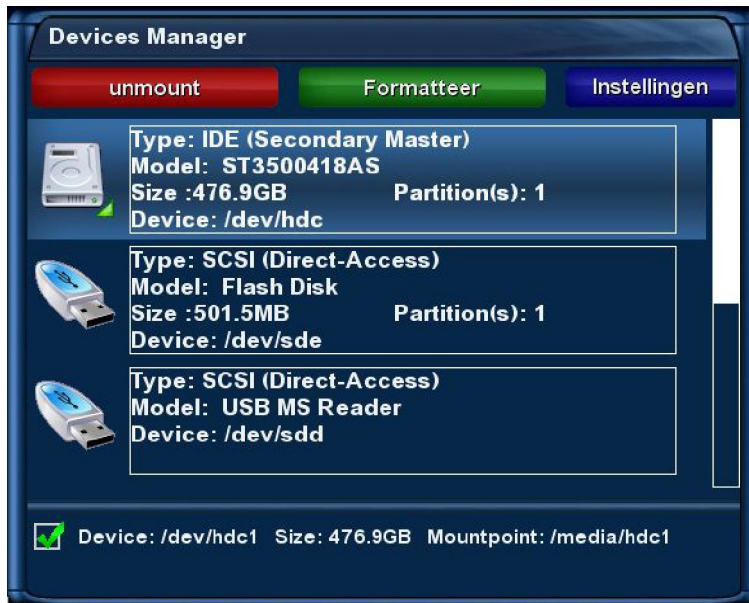 Devices Manager
unmount Formatteer Instellingen
Type: IDE (Secondary Master)
Model: ST3500418AS
Size :476.9GB Partition(s): 1
Device: /dev/hdc
Type: SCSI (Direct-Access)
Model: Flash Disk
Size :501.5MB Partition(s): 1
Device: /dev/sde
Type: SCSI (Direct-Access)
Model: USB MS Reader
Device: /dev/sdd
Device: /dev/hdc1 Size: 476.9GB Mountpoint: /media/hdc1